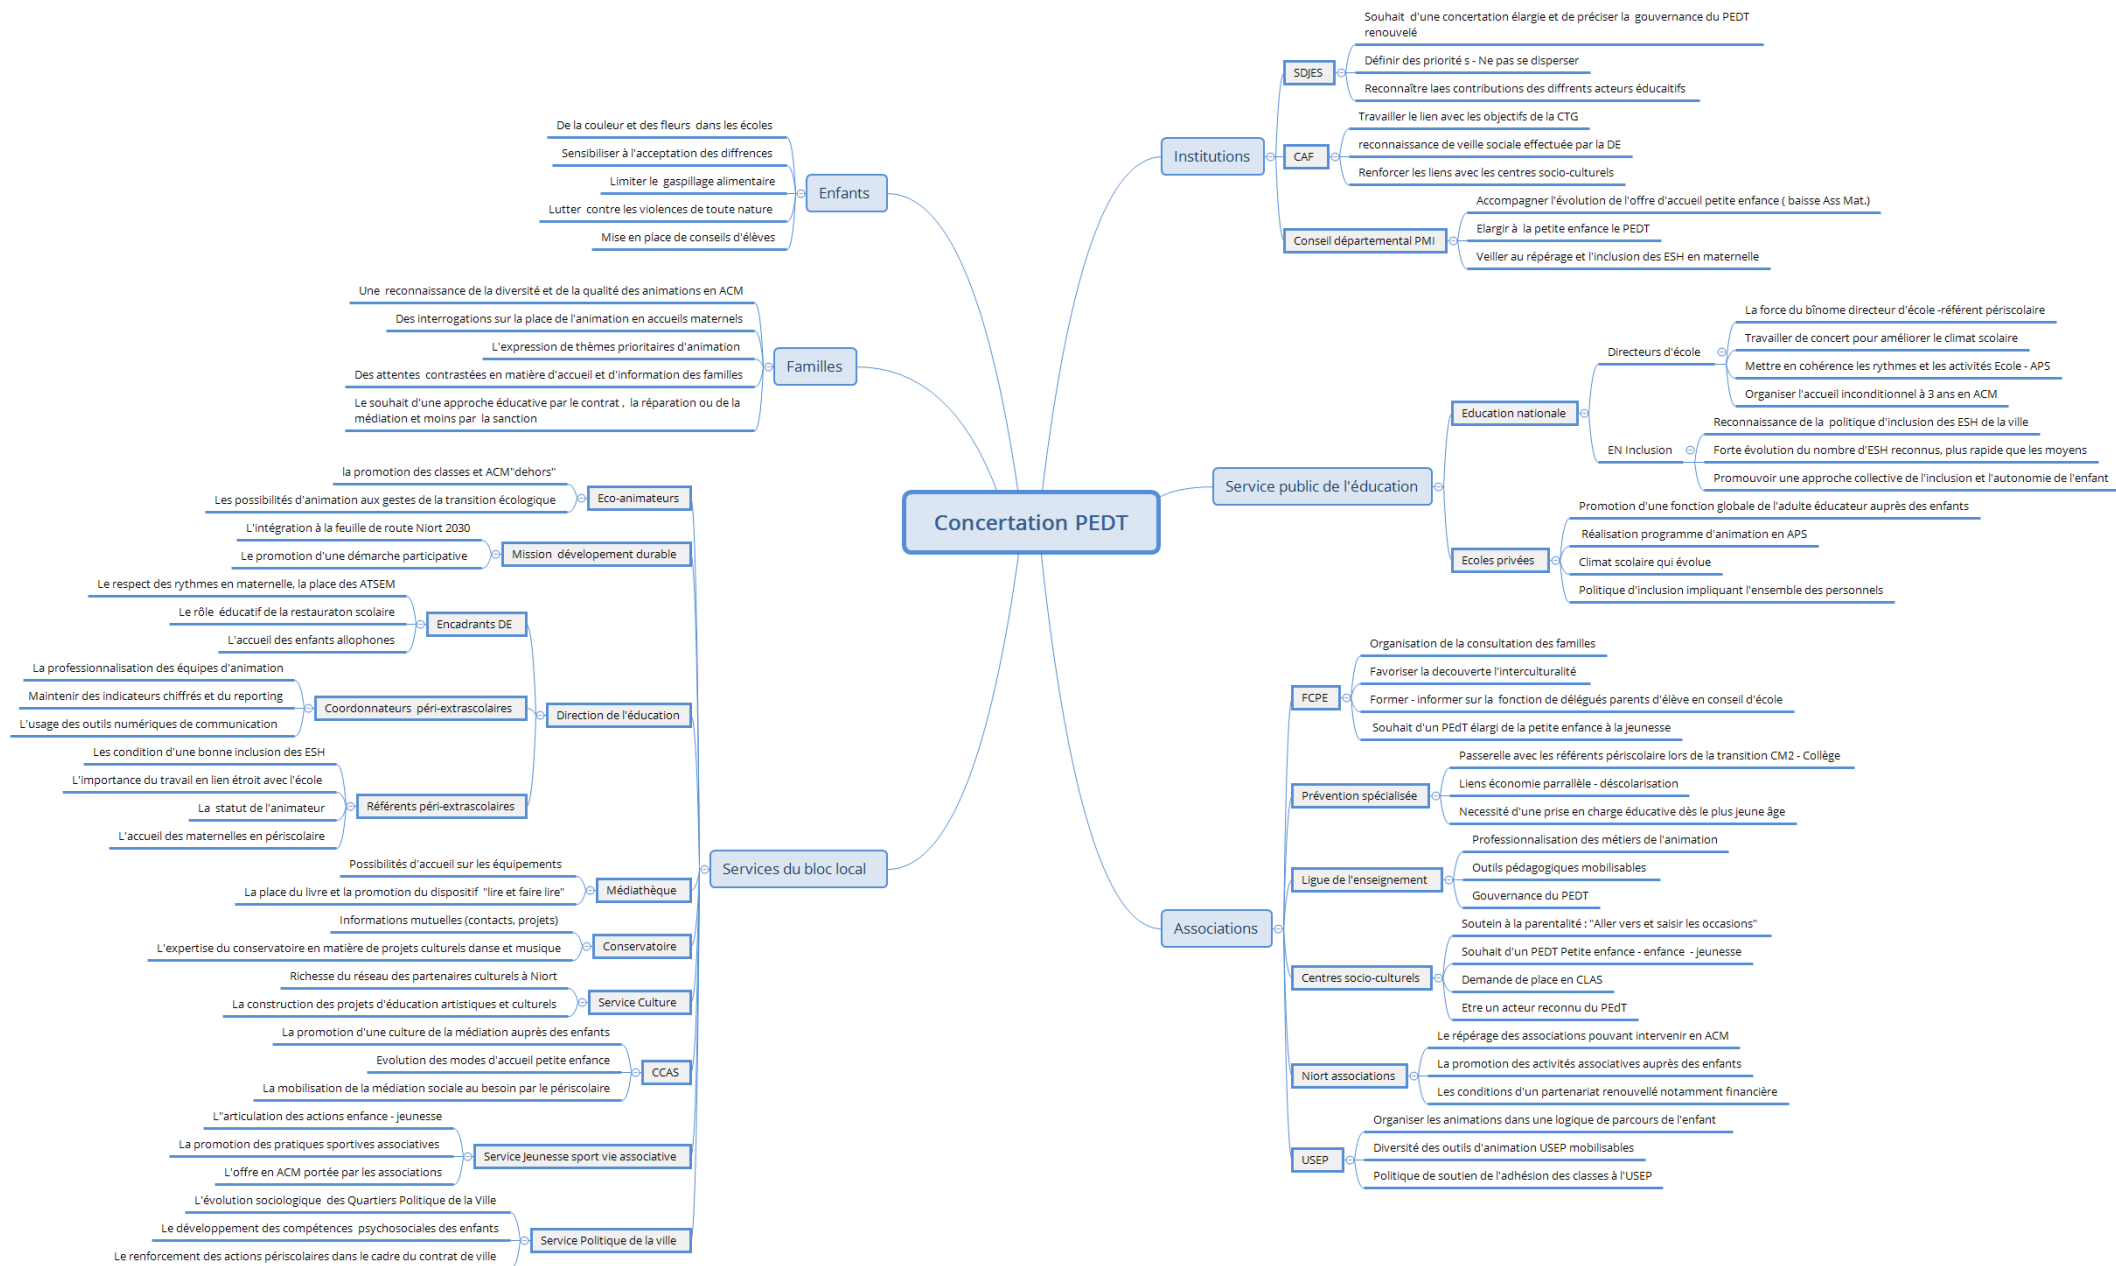 Concertation PEDT
Enfants
De la couleur et des fleurs  dans les écoles
Sensibiliser à l'acceptation des diffrences
Limiter le  gaspillage alimentaire
Lutter  contre les violences de toute nature
Mise en place de conseils d'élèves
Familles
Une  reconnaissance de la diversité et de la qualité des animations en ACM
Des interrogations sur la place de l'animation en accueils maternels
L'expression de thèmes prioritaires d'animation
Des attentes  contrastées en matière d'accueil et d'information des familles
Le souhait d'une approche éducative par le contrat ,  la réparation ou de la
médiation et moins par  la sanction
Services du bloc local
Eco-animateurs
la promotion des classes et ACM"dehors"
Les possibilités d'animation aux gestes de la transition écologique
Mission  dévelopement durable
L'intégration à la feuille de route Niort 2030
Le promotion d'une démarche participative
Direction de l'éducation
Encadrants DE
Le respect des rythmes en maternelle, la place des ATSEM
Le rôle  éducatif de la restauraton scolaire
L'accueil des enfants allophones
Coordonnateurs  péri-extrascolaires
La professionnalisation des équipes d'animation
Maintenir des indicateurs chiffrés et du reporting
L'usage des outils numériques de communication
Référents péri-extrascolaires
Les condition d'une bonne inclusion des ESH
L'importance du travail en lien étroit avec l'école
La  statut de l'animateur
L'accueil des maternelles en périscolaire
Médiathèque
Possibilités d'accueil sur les équipements
La place du livre et la promotion du dispositif  "lire et faire lire"
Conservatoire
Informations mutuelles (contacts, projets)
L'expertise du conservatoire en matière de projets culturels danse et musique
Service Culture
Richesse du réseau des partenaires culturels à Niort
La construction des projets d'éducation artistiques et culturels
CCAS
La promotion d'une culture de la médiation auprès des enfants
Evolution des modes d'accueil petite enfance
La mobilisation de la médiation sociale au besoin par le périscolaire
Service Jeunesse sport vie associative
L"articulation des actions enfance - jeunesse
La promotion des pratiques sportives associatives
L'offre en ACM portée par les associations
Service Politique de la ville
L'évolution sociologique  des Quartiers Politique de la Ville
Le développement des compétences  psychosociales des enfants
Le renforcement des actions périscolaires dans le cadre du contrat de ville
Institutions
SDJES
Souhait  d'une concertation élargie et de préciser la  gouvernance du PEDT
renouvelé
Définir des priorité s - Ne pas se disperser
Reconnaître laes contributions des diffrents acteurs éducaitifs
CAF
Travailler le lien avec les objectifs de la CTG
reconnaissance de veille sociale effectuée par la DE
Renforcer les liens avec les centres socio-culturels
Conseil départemental PMI
Accompagner l'évolution de l'offre d'accueil petite enfance ( baisse Ass Mat.)
Elargir à  la petite enfance le PEDT
Veiller au répérage et l'inclusion des ESH en maternelle
Service public de l'éducation
Education nationale
Directeurs d'école
La force du bînome directeur d'école -référent périscolaire
Travailler de concert pour améliorer le climat scolaire
Mettre en cohérence les rythmes et les activités Ecole - APS
Organiser l'accueil inconditionnel à 3 ans en ACM
EN Inclusion
Reconnaissance de la  politique d'inclusion des ESH de la ville
Forte évolution du nombre d'ESH reconnus, plus rapide que les moyens
Promouvoir une approche collective de l'inclusion et l'autonomie de l'enfant
Ecoles privées
Promotion d'une fonction globale de l'adulte éducateur auprès des enfants
Réalisation programme d'animation en APS
Climat scolaire qui évolue
Politique d'inclusion impliquant l'ensemble des personnels
Associations
FCPE
Organisation de la consultation des familles
Favoriser la decouverte l'interculturalité
Former - informer sur la  fonction de délégués parents d'élève en conseil d'école
Souhait d'un PEdT élargi de la petite enfance à la jeunesse
Prévention spécialisée
Passerelle avec les référents périscolaire lors de la transition CM2 - Collège
Liens économie parrallèle - déscolarisation
Necessité d'une prise en charge éducative dès le plus jeune âge
Ligue de l'enseignement
Professionnalisation des métiers de l'animation
Outils pédagogiques mobilisables
Gouvernance du PEDT
Centres socio-culturels
Soutein à la parentalité : "Aller vers et saisir les occasions"
Souhait d'un PEDT Petite enfance - enfance  - jeunesse
Demande de place en CLAS
Etre un acteur reconnu du PEdT
Niort associations
Le répérage des associations pouvant intervenir en ACM
La promotion des activités associatives auprès des enfants
Les conditions d'un partenariat renouvellé notamment financière
USEP
Organiser les animations dans une logique de parcours de l'enfant
Diversité des outils d'animation USEP mobilisables
Politique de soutien de l'adhésion des classes à l'USEP